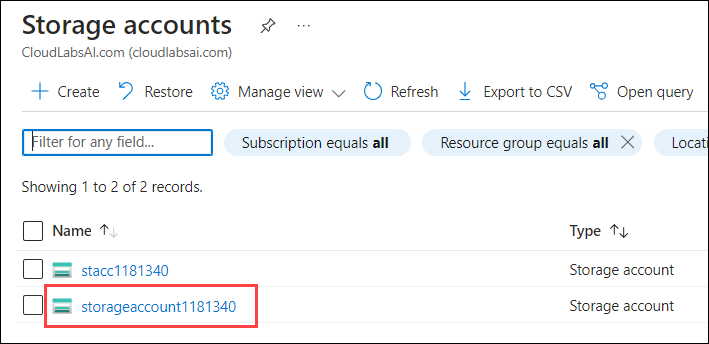 Storage accounts ...
CloudLabsAI.com (cloudlabsai.com)
+ Create Restore Manage view Refresh Export to CSV Open query
Filter for any field... Subscription equals all Resource group equals all Locati
Showing 1 to 2 of 2 records.
Name ↑↓ Type ↑↓
stacc1181340 Storage account
storageaccount1181340 Storage account